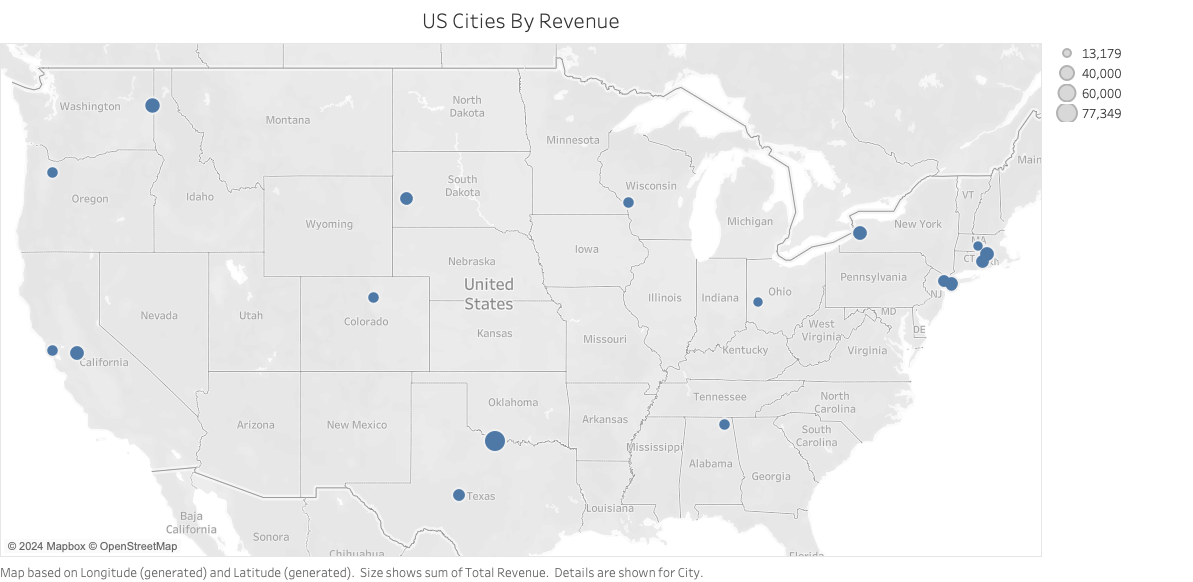 US Cities By Revenue
13,179
40,000
60,000
77,349
Washington
Montana
North
Dakota
Minnesota
Main
VT
Oregon
Idaho
South
Dakota
Wisconsin
Michigan
New York
Wyoming
MA
CT
Iowa
Nebraska
United
States
Pennsylvania
Nevada
Utah
Colorado
Kansas
Illinois
Indiana
Ohio
NJ
MD
DE
Missouri
West
Virginia
Virginia
Kentucky
California
Tennessee
North
Carolina
Oklahoma
Arkansas
Arizona
New Mexico
South
Carolina
Mississippi
Alabama
Georgia
Texas
Louisiana
Baja
California
Sonora
Chihuahua
Florida
© 2024 Mapbox © OpenStreetMap
Map based on Longitude (generated) and Latitude (generated).  Size shows sum of Total Revenue.  Details are shown for City.